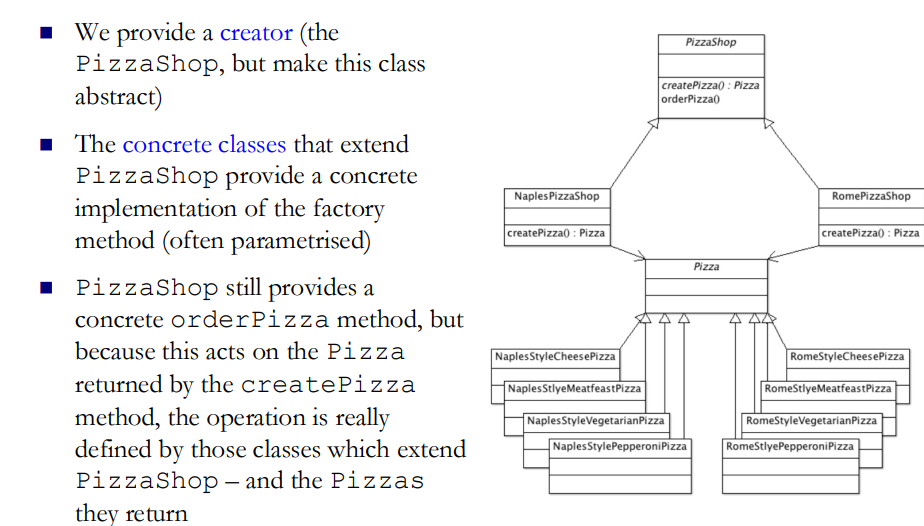 We provide a creator (the
PizzaShop, but make this class
abstract)
The concrete classes that extend
PizzaShop provide a concrete
implementation of the factory
method (often parametrised)
PizzaShop still provides a
concrete orderPizza method, but
because this acts on the Pizza
returned by the createPizza
method, the operation is really
defined by those classes which extend
PizzaShop – and the Pizzas
they return
PizzaShop
createPizza() : Pizza
orderPizza()
NaplesPizzaShop
createPizza() : Pizza
RomePizzaShop
createPizza() : Pizza
Pizza
NaplesStyleCheesePizza
NaplesStlyeMeatfeastPizza
NaplesStyleVegetarianPizza
NaplesStylePepperoniPizza
RomeStyleCheesePizza
RomeStlyeMeatfeastPizza
RomeStyleVegetarianPizza
RomeStlyePepperoniPizza